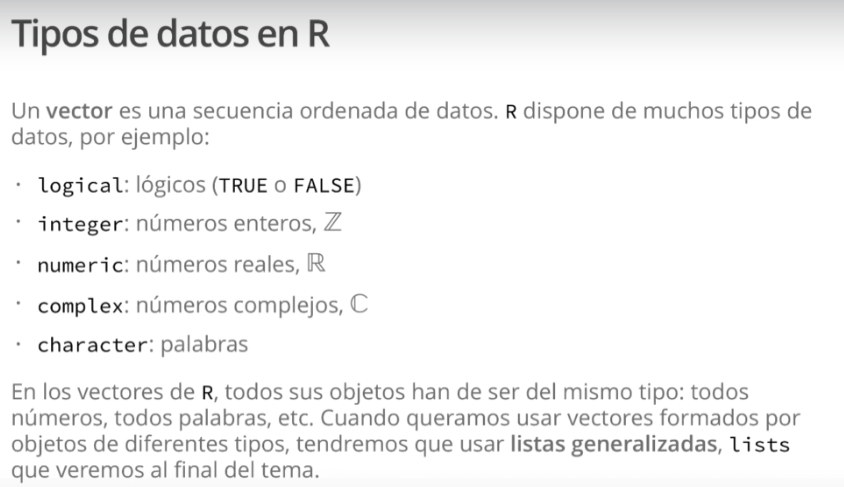 Tipos de datos en R
Un vector es una secuencia ordenada de datos. R dispone de muchos tipos de
datos, por ejemplo:
· logical: lógicos (TRUE o FALSE)
· integer: números enteros, ℤ
· numeric: números reales, ℝ
· complex: números complejos, ℂ
· character: palabras
En los vectores de R, todos sus objetos han de ser del mismo tipo: todos
números, todos palabras, etc. Cuando queramos usar vectores formados por
objetos de diferentes tipos, tendremos que usar listas generalizadas, lists
que veremos al final del tema.